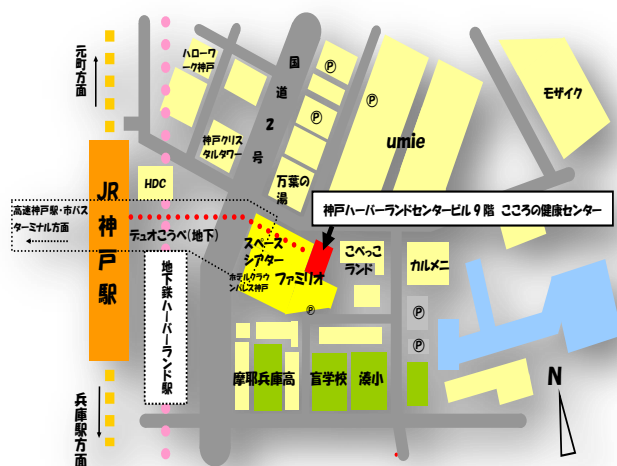 元町方面
ハローワ
ーク神戸
国道2号
Ⓟ
Ⓟ
Ⓟ
モザイク
umie
神戸クリス
タルタワー
万葉の
湯
HDC
JR神戸駅
高速神戸駅・市バス
ターミナル方面
デュオこうべ(地下)
神戸ハーバーランドセンタービル9階 こころの健康センター
スペース
シアター
ファミリオ
こべっこ
ランド
カルメニ
ホテルクラウ
ンパレス神戸
地下鉄ハーバーランド駅
Ⓟ
Ⓟ
Ⓟ
摩耶兵庫高
盲学校
湊小
兵庫駅方面
N